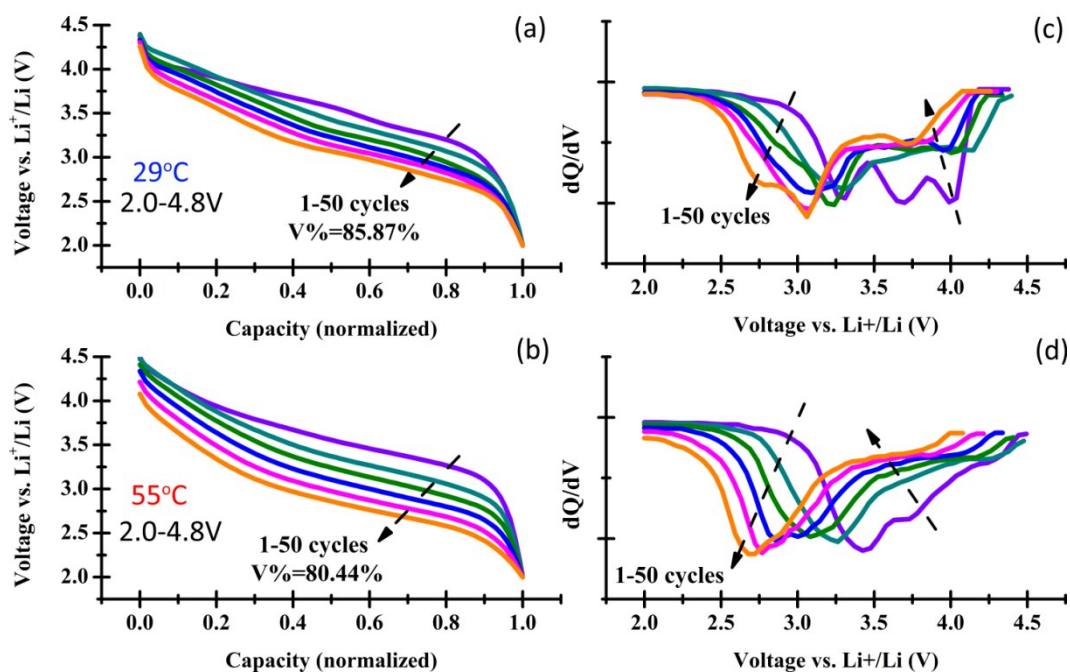 (a)
4.5
4.0
3.5
3.0
2.5
2.0
Voltage vs. Li⁺/Li (V)
29°C
2.0-4.8V
1-50 cycles
V%=85.87%
0.0 0.2 0.4 0.6 0.8 1.0
Capacity (normalized)
(c)
dQ/dV
1-50 cycles
2.0 2.5 3.0 3.5 4.0 4.5
Voltage vs. Li+/Li (V)
(b)
4.5
4.0
3.5
3.0
2.5
2.0
Voltage vs. Li⁺/Li (V)
55°C
2.0-4.8V
1-50 cycles
V%=80.44%
0.0 0.2 0.4 0.6 0.8 1.0
Capacity (normalized)
(d)
dQ/dV
1-50 cycles
2.0 2.5 3.0 3.5 4.0 4.5
Voltage vs. Li+/Li (V)